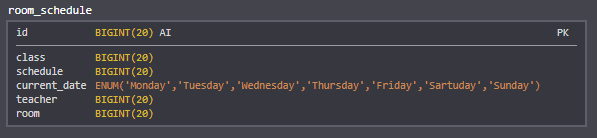 room_schedule
id BIGINT(20) AI PK
class BIGINT(20)
schedule BIGINT(20)
current_date ENUM('Monday','Tuesday','Wednesday','Thursday','Friday','Sartuday','Sunday')
teacher BIGINT(20)
room BIGINT(20)